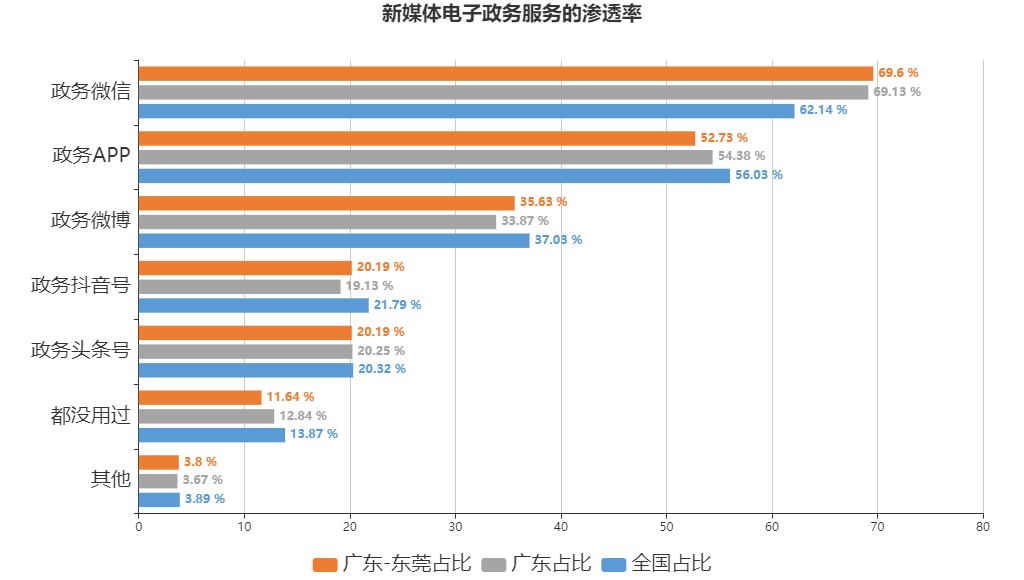 新媒体电子政务服务的渗透率
政务微信
69.6 %
69.13 %
62.14 %
政务APP
52.73 %
54.38 %
56.03 %
政务微博
35.63 %
33.87 %
37.03 %
政务抖音号
20.19 %
19.13 %
21.79 %
政务头条号
20.19 %
20.25 %
20.32 %
都没用过
11.64 %
12.84 %
13.87 %
其他
3.8 %
3.67 %
3.89 %
0 10 20 30 40 50 60 70 80
广东-东莞占比 广东占比 全国占比